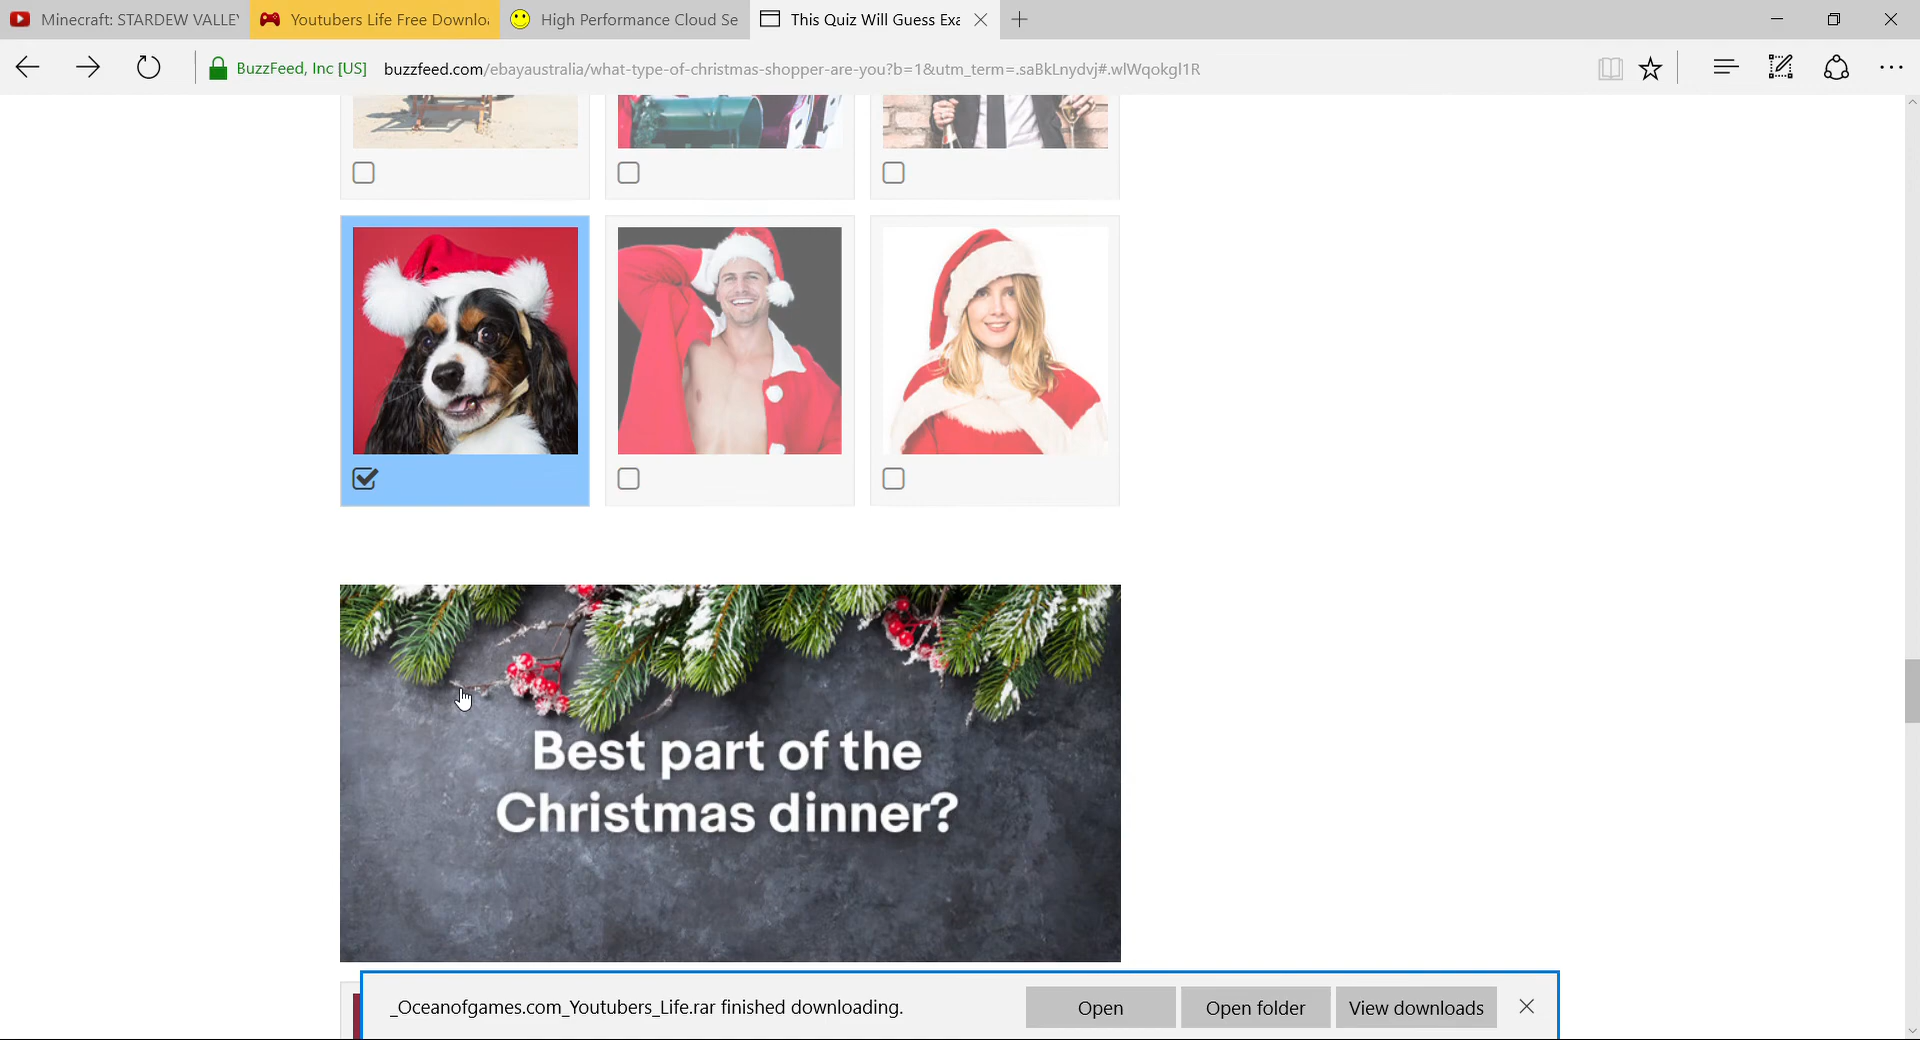 Minecraft: STARDEW VALLEY
Youtubers Life Free Downlo
High Performance Cloud Se
This Quiz Will Guess Exa
BuzzFeed, Inc [US]
buzzfeed.com/ebayaustralia/what-type-of-christmas-shopper-are-you?b=1&utm_term=.saBkLnydvj#.wlWqokgl1R
Best part of the
Christmas dinner?
_Oceanofgames.com_Youtubers_Life.rar finished downloading.
Open
Open folder
View downloads